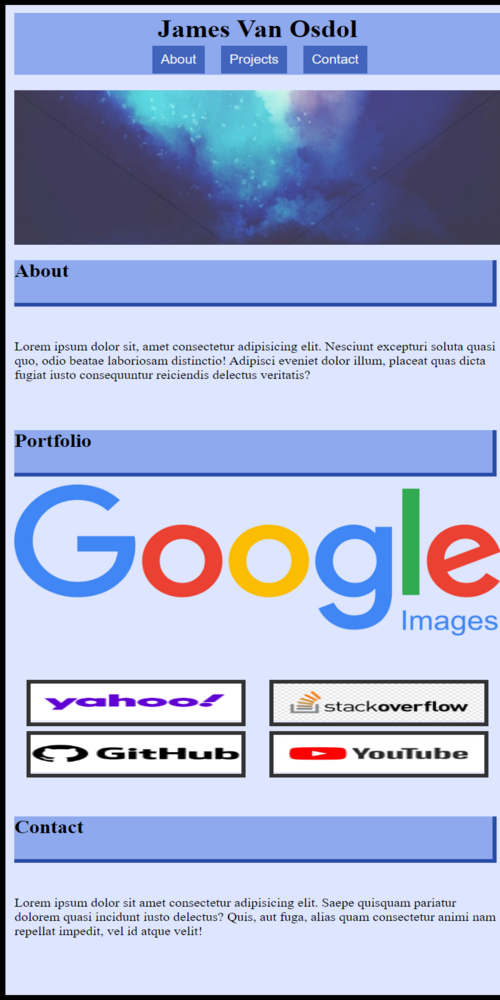 James Van Osdol
About Projects Contact
About
Lorem ipsum dolor sit, amet consectetur adipisicing elit. Nesciunt excepturi soluta quasi
quo, odio beatae laboriosam distinctio! Adipisci eveniet dolor illum, placeat quas dicta
fugiat iusto consequuntur reiciendis delectus veritatis?
Portfolio
Google
Images
yahoo! stackoverflow
GitHub YouTube
Contact
Lorem ipsum dolor sit amet consectetur adipisicing elit. Saepe quisquam pariatur
dolorem quasi incidunt iusto delectus? Quis, aut fuga, alias quam consectetur animi nam
repellat impedit, vel id atque velit!